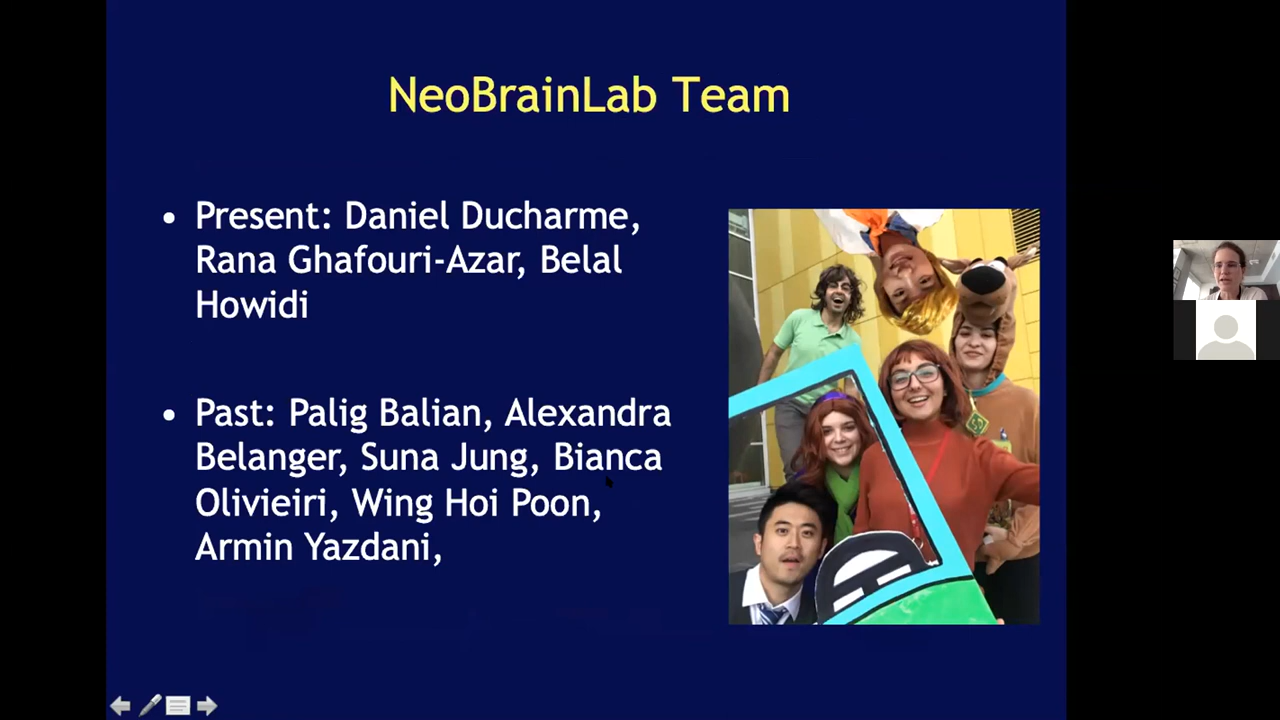 NeoBrainLab Team
• Present: Daniel Ducharme,
Rana Ghafouri-Azar, Belal
Howidi
• Past: Palig Balian, Alexandra
Belanger, Suna Jung, Bianca
Olivieiri, Wing Hoi Poon,
Armin Yazdani,
SD